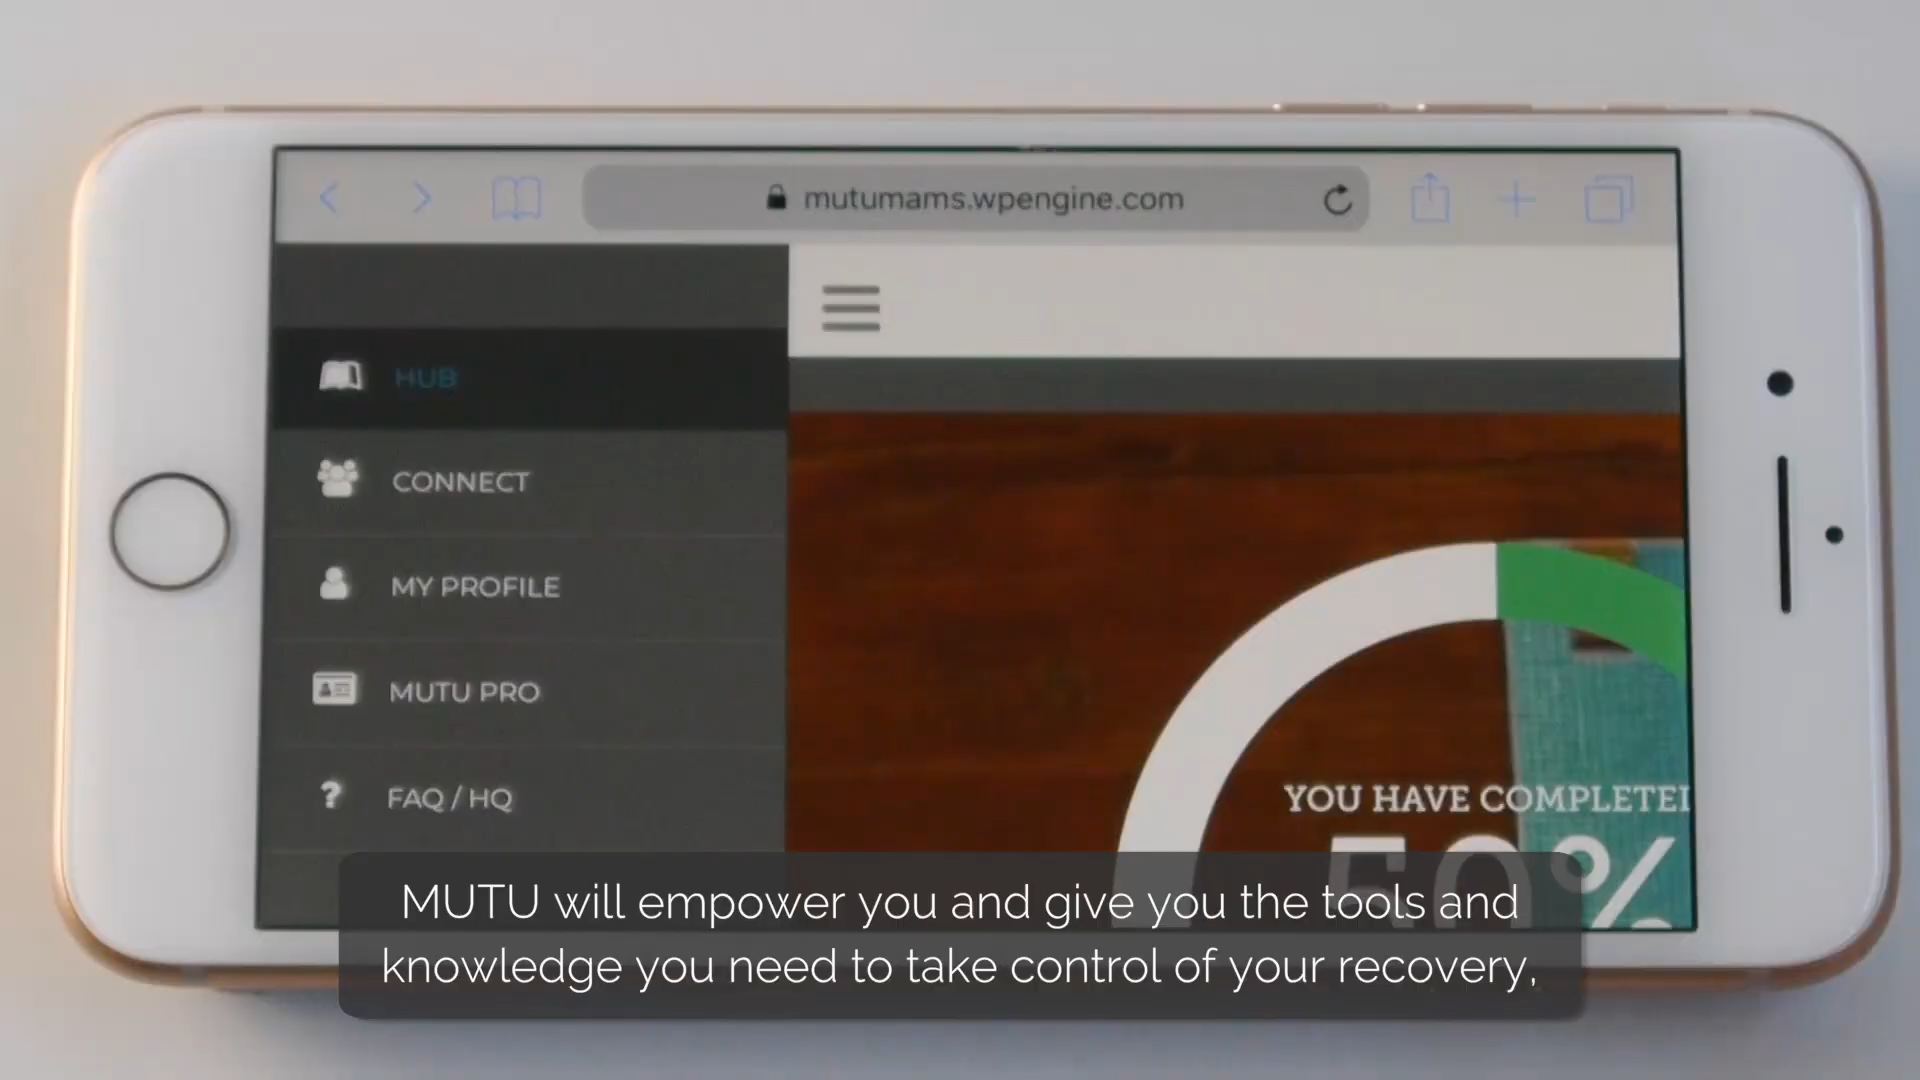 mutumams.wpengine.com
HUB
CONNECT
MY PROFILE
MUTU PRO
? FAQ / HQ
YOU HAVE COMPLETE
50%
MUTU will empower you and give you the tools and
knowledge you need to take control of your recovery,